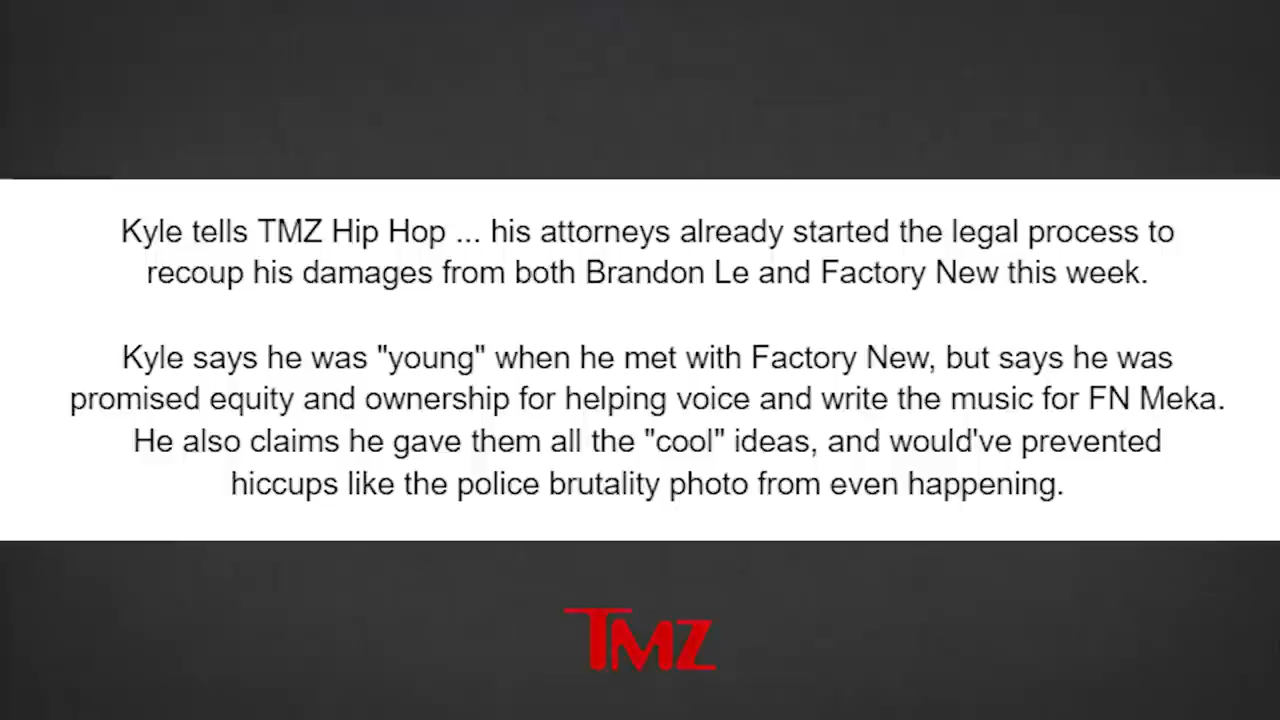 Kyle tells TMZ Hip Hop ... his attorneys already started the legal process to
recoup his damages from both Brandon Le and Factory New this week.
Kyle says he was "young" when he met with Factory New, but says he was
promised equity and ownership for helping voice and write the music for FN Meka.
He also claims he gave them all the "cool" ideas, and would've prevented
hiccups like the police brutality photo from even happening.
TMZ